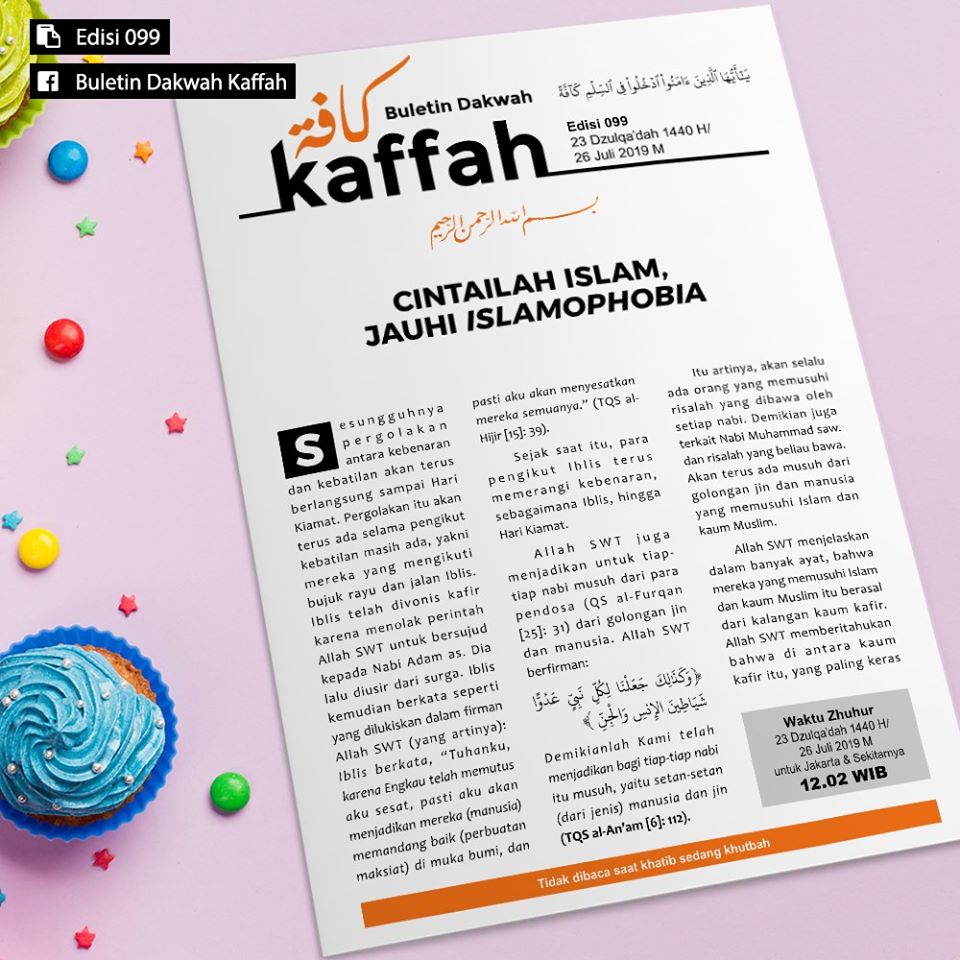 Edisi 099
Buletin Dakwah Kaffah
كافة
Buletin Dakwah
kaffah
يَٰٓأَيُّهَا ٱلَّذِينَ ءَامَنُوا۟ ٱدْخُلُوا۟ فِى ٱلسِّلْمِ كَآفَّةً
Edisi 099
23 Dzulqa'dah 1440 H/
26 Juli 2019 M
بسم الله الرحمن الرحيم
CINTAILAH ISLAM,
JAUHI ISLAMOPHOBIA
Sesungguhnya
pergolakan
antara kebenaran
dan kebatilan akan terus
berlangsung sampai Hari
Kiamat. Pergolakan itu akan
terus ada selama pengikut
kebatilan masih ada, yakni
mereka yang mengikuti
bujuk rayu dan jalan Iblis.
Iblis telah divonis kafir
karena menolak perintah
Allah SWT untuk bersujud
kepada Nabi Adam as. Dia
lalu diusir dari surga. Iblis
kemudian berkata seperti
yang dilukiskan dalam firman
Allah SWT (yang artinya):
Iblis berkata, “Tuhanku,
karena Engkau telah memutus
aku sesat, pasti aku akan
menjadikan mereka (manusia)
memandang baik (perbuatan
maksiat) di muka bumi, dan
pasti aku akan menyesatkan
mereka semuanya.” (TQS al-
Hijir [15]: 39).
Sejak saat itu, para
pengikut Iblis terus
memerangi kebenaran,
sebagaimana Iblis, hingga
Hari Kiamat.
Allah SWT juga
menjadikan untuk tiap-
tiap nabi musuh dari para
pendosa (QS al-Furqan
[25]: 31) dari golongan jin
dan manusia. Allah SWT
berfirman:
﴿وَكَذَلِكَ جَعَلْنَا لِكُلِّ نَبِيٍّ عَدُوًّا
شَيَاطِينَ الإِنْسِ وَالْجِنِّ ﴾
Demikianlah Kami telah
menjadikan bagi tiap-tiap nabi
itu musuh, yaitu setan-setan
(dari jenis) manusia dan jin
(TQS al-An’am [6]: 112).
Itu artinya, akan selalu
ada orang yang memusuhi
risalah yang dibawa oleh
setiap nabi. Demikian juga
terkait Nabi Muhammad saw.
dan risalah yang beliau bawa.
Akan terus ada musuh dari
golongan jin dan manusia
yang memusuhi Islam dan
kaum Muslim.
Allah SWT menjelaskan
dalam banyak ayat, bahwa
mereka yang memusuhi Islam
dan kaum Muslim itu berasal
dari kalangan kaum kafir.
Allah SWT memberitahukan
bahwa di antara kaum
kafir itu, yang paling keras
Waktu Zhuhur
23 Dzulqa'dah 1440 H/
26 Juli 2019 M
untuk Jakarta & Sekitarnya
12.02 WIB
Tidak dibaca saat khatib sedang khutbah